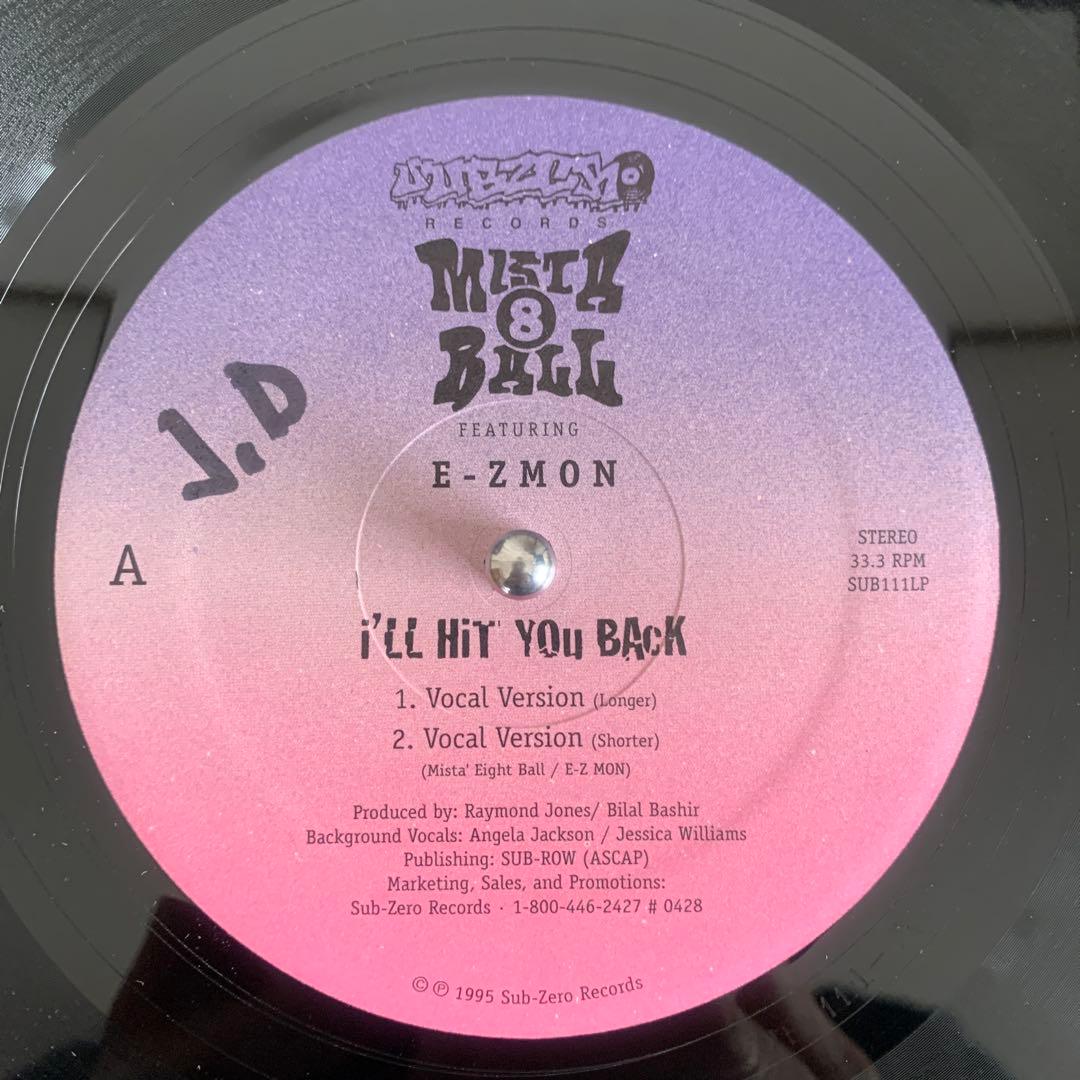 SUBZERO
RECORDS
MISTA
8
BALL
FEATURING
E-ZMON
J.D
A
STEREO
33.3 RPM
SUB111LP
i'LL HiT YOu BAcK
1. Vocal Version (Longer)
2. Vocal Version (Shorter)
(Mista' Eight Ball / E-Z MON)
Produced by: Raymond Jones/ Bilal Bashir
Background Vocals: Angela Jackson / Jessica Williams
Publishing: SUB-ROW (ASCAP)
Marketing, Sales, and Promotions:
Sub-Zero Records · 1-800-446-2427 # 0428
© ℗ 1995 Sub-Zero Records